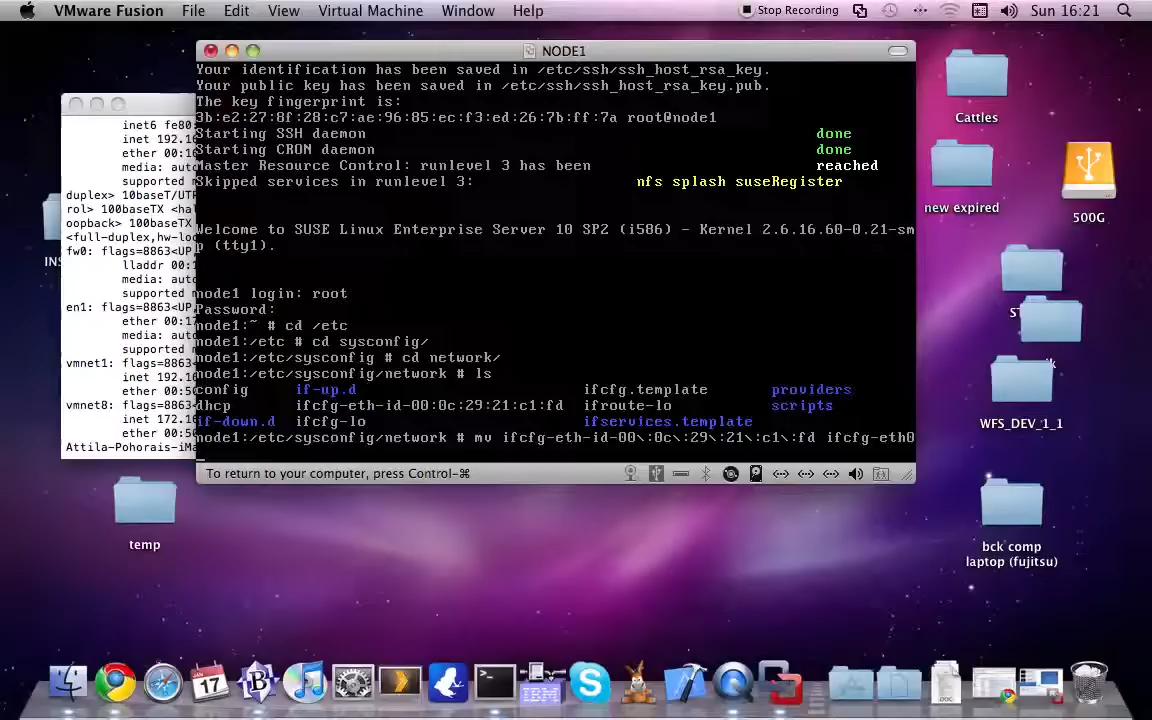 VMware Fusion File Edit View Virtual Machine Window Help Stop Recording Sun 16:21
NODE1
Your identification has been saved in /etc/ssh/ssh_host_rsa_key.
Your public key has been saved in /etc/ssh/ssh_host_rsa_key.pub.
The key fingerprint is:
3b:e2:27:8f:28:c7:ae:96:85:ec:f3:ed:26:7b:ff:7a root@node1
Starting SSH daemon done
Starting CRON daemon done
Master Resource Control: runlevel 3 has been reached
Skipped services in runlevel 3: nfs splash suseRegister
Welcome to SUSE Linux Enterprise Server 10 SP2 (i586) - Kernel 2.6.16.60-0.21-sm
p (tty1).
node1 login: root
Password:
node1:~ # cd /etc
node1:/etc # cd sysconfig/
node1:/etc/sysconfig # cd network/
node1:/etc/sysconfig/network # ls
config if-up.d ifcfg.template providers
dhcp ifcfg-eth-id-00:0c:29:21:c1:fd ifroute-lo scripts
if-down.d ifcfg-lo ifservices.template
node1:/etc/sysconfig/network # mv ifcfg-eth-id-00\:0c\:29\:21\:c1\:fd ifcfg-eth0
To return to your computer, press Control-⌘
inet6 fe80:
inet 192.16
ether 00:16
media: auto
supported m
duplex> 10baseT/UTP
rol> 100baseTX <hal
oopback> 100baseTX
<full-duplex,hw-loo
fw0: flags=8863<UP,
lladdr 00:1
media: auto
supported m
en1: flags=8863<UP,
ether 00:17
media: auto
supported m
vmnet1: flags=8863<
inet 192.16
ether 00:50
vmnet8: flags=8863<
inet 172.16
ether 00:50
Attila-Pohorais-iMa
INS
temp
Cattles
new expired
500G
ST
ik
WFS_DEV_1_1
bck comp
laptop (fujitsu)
JAN
17